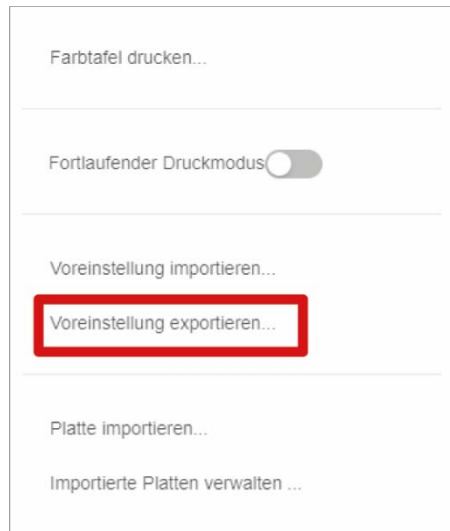 Farbtafel drucken...
Fortlaufender Druckmodus
Voreinstellung importieren...
Voreinstellung exportieren...
Platte importieren...
Importierte Platten verwalten ...